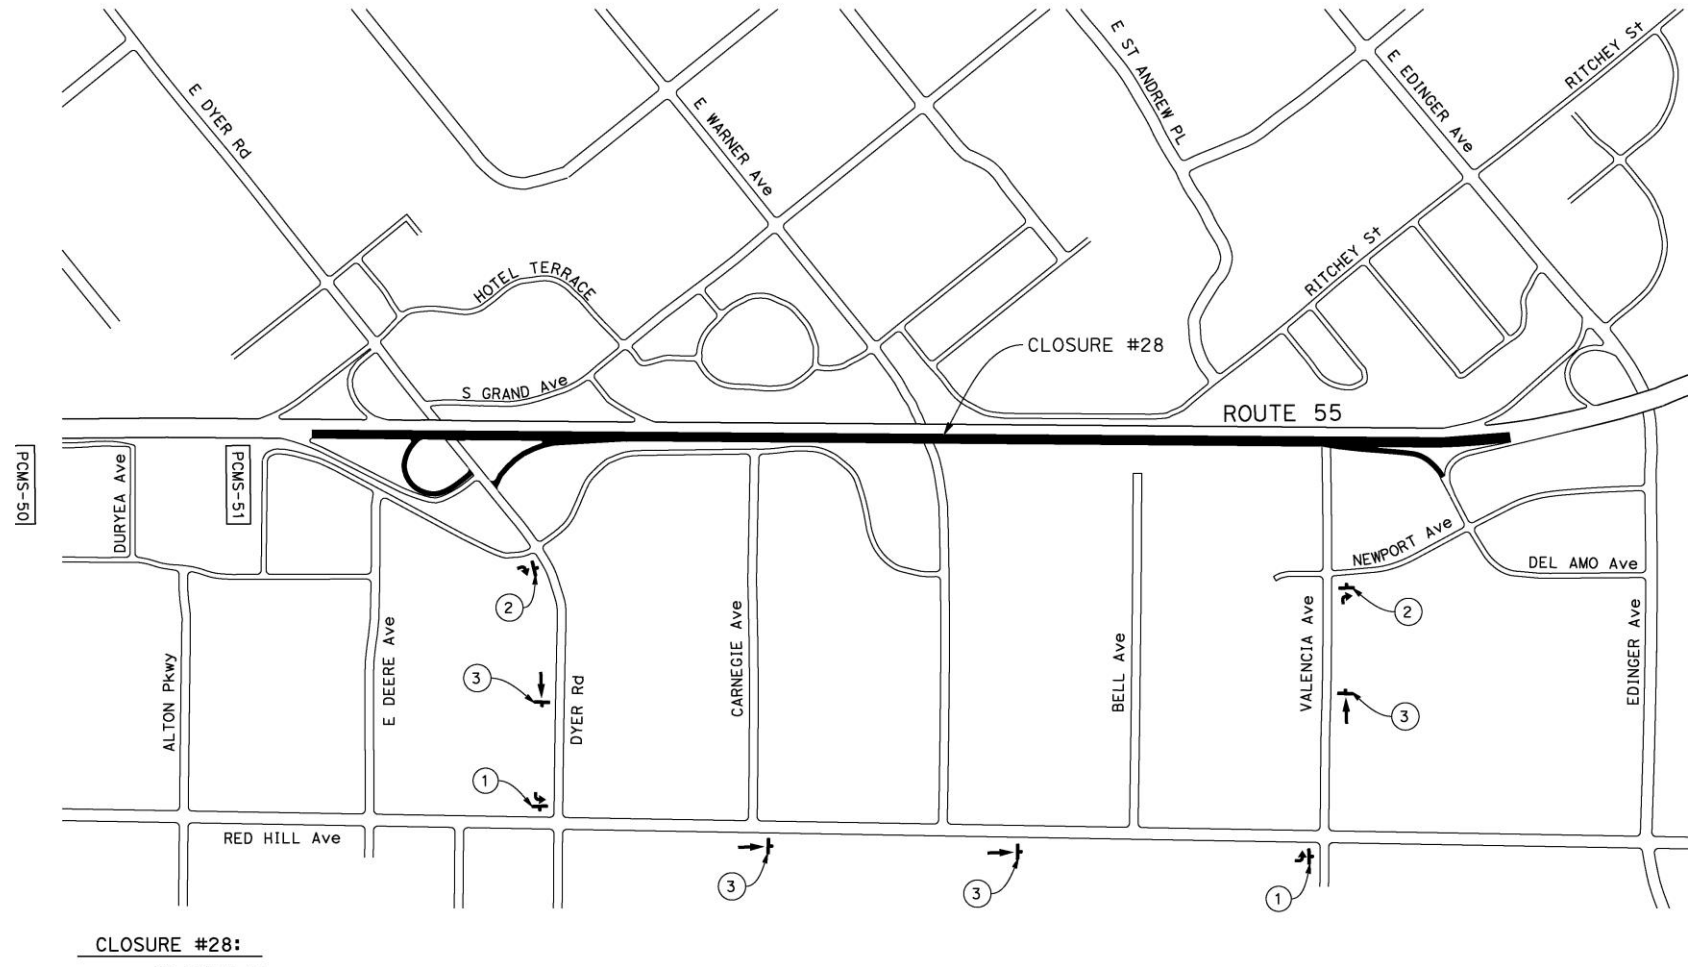 E DYER Rd
E WARNER Ave
E ST ANDREW PL
E EDINGER Ave
RITCHEY St
HOTEL TERRACE
RITCHEY St
S GRAND Ave
CLOSURE #28
ROUTE 55
PCMS-50
DURYEA Ave
PCMS-51
NEWPORT Ave
DEL AMO Ave
2
2
ALTON Pkwy
E DEERE Ave
3
DYER Rd
CARNEGIE Ave
BELL Ave
VALENCIA Ave
3
EDINGER Ave
1
RED HILL Ave
3
3
1
CLOSURE #28: